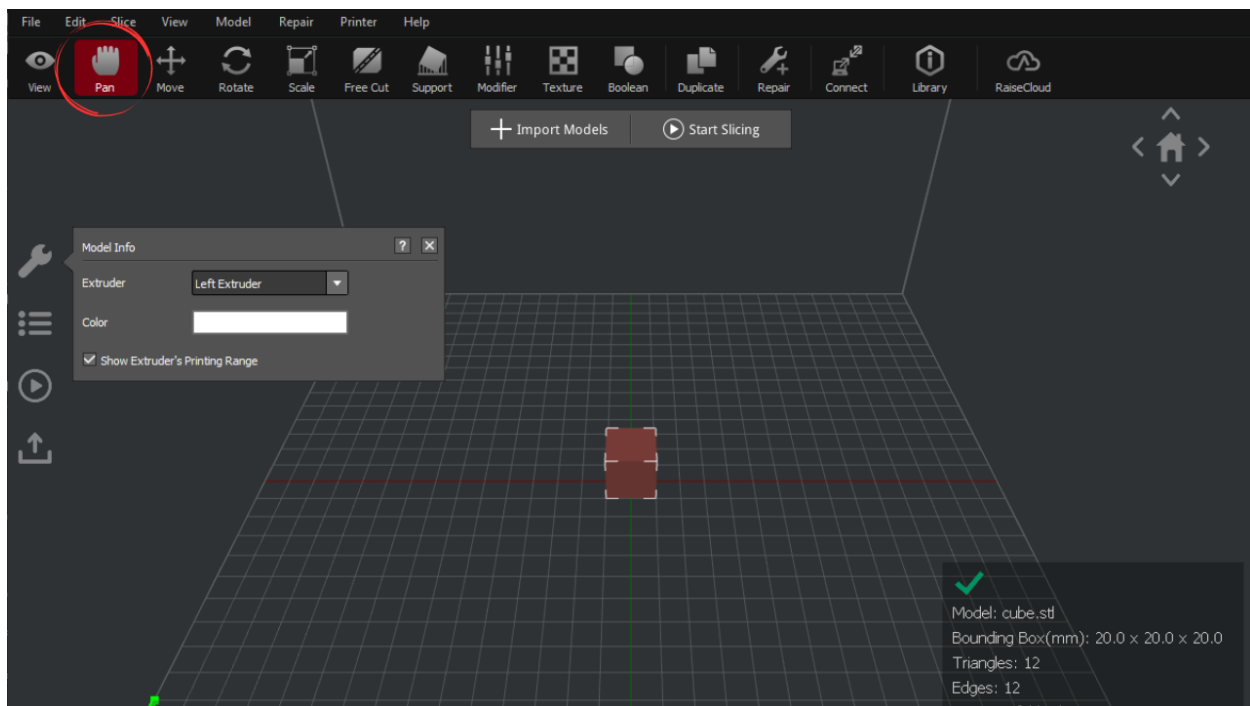 File Edit Slice View Model Repair Printer Help
View Pan Move Rotate Scale Free Cut Support Modifier Texture Boolean Duplicate Repair Connect Library RaiseCloud
Import Models Start Slicing
Model Info ?
Extruder Left Extruder
Color
Show Extruder's Printing Range
Model: cube.stl
Bounding Box(mm): 20.0 x 20.0 x 20.0
Triangles: 12
Edges: 12